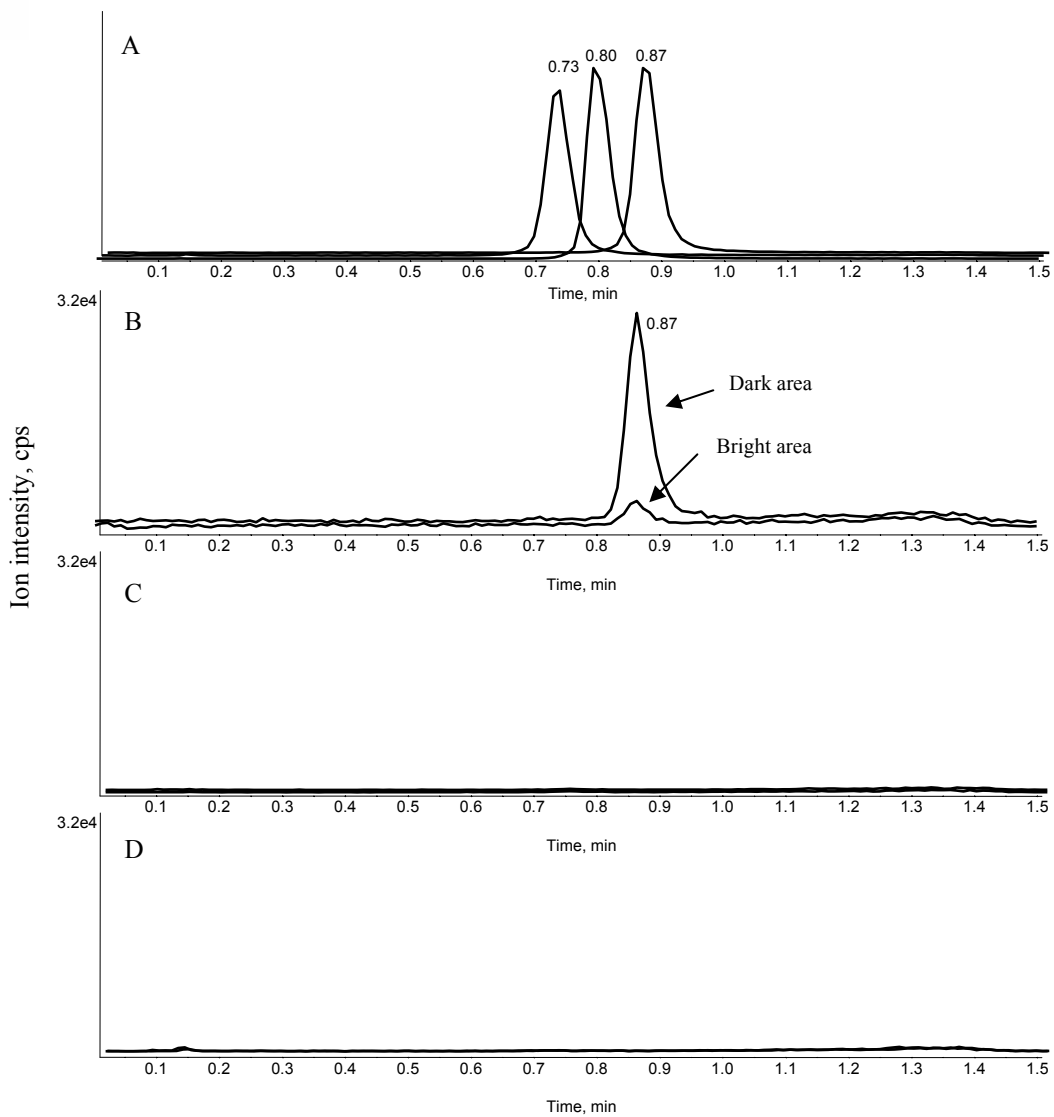 A
0.73 0.80 0.87
0.1 0.2 0.3 0.4 0.5 0.6 0.7 0.8 0.9 1.0 1.1 1.2 1.3 1.4 1.5
Time, min
3.2e4
B
0.87
Dark area
Bright area
0.1 0.2 0.3 0.4 0.5 0.6 0.7 0.8 0.9 1.0 1.1 1.2 1.3 1.4 1.5
Time, min
Ion intensity, cps
3.2e4
C
0.1 0.2 0.3 0.4 0.5 0.6 0.7 0.8 0.9 1.0 1.1 1.2 1.3 1.4 1.5
Time, min
3.2e4
D
0.1 0.2 0.3 0.4 0.5 0.6 0.7 0.8 0.9 1.0 1.1 1.2 1.3 1.4 1.5
Time, min